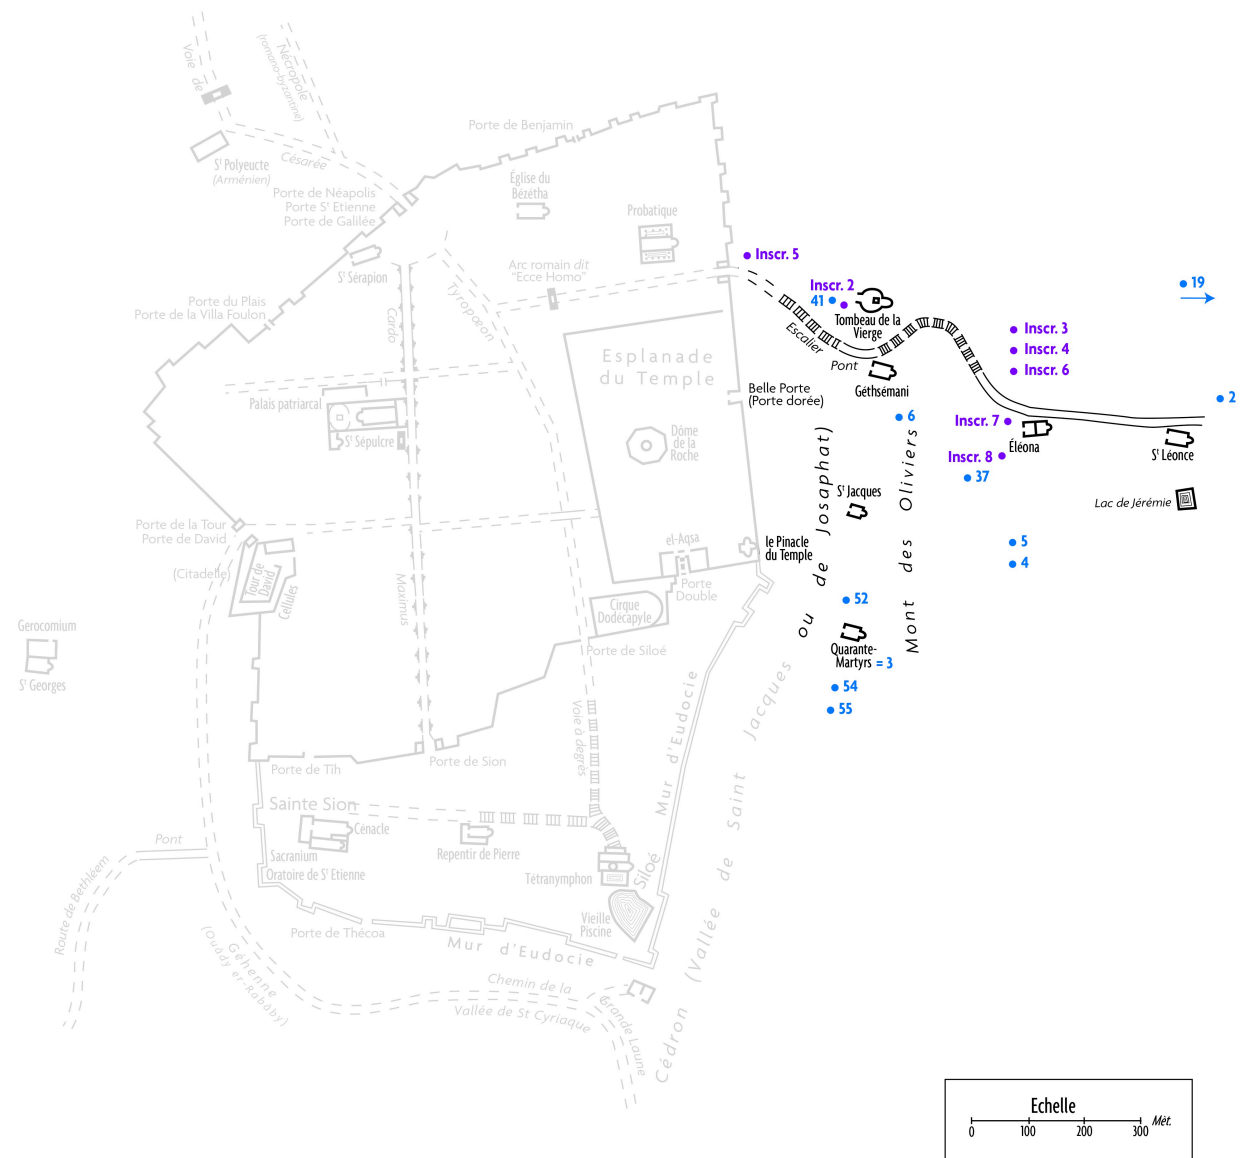 Voie de
Nécropole
(romano-byzantine)
Césarée
Sᵗ Polyeucte
(Arménien)
Porte de Néapolis
Porte Sᵗ Etienne
Porte de Galilée
Porte de Benjamin
Église du
Bézétha
Probatique
Sᵗ Sérapion
Arc romain dit
"Ecce Homo"
Tyropœon
Cardo
Porte du Plais
Porte de la Villa Foulon
Inscr. 5
Inscr. 2
41
Tombeau de la
Vierge
Escalier
Pont
Géthsémani
19
Inscr. 3
Inscr. 4
Inscr. 6
2
Esplanade
du Temple
Belle Porte
(Porte dorée)
Palais patriarcal
Sᵗ Sépulcre
Dôme
de la
Roche
6
Inscr. 7
Éléona
Inscr. 8
37
Sᵗ Léonce
Lac de Jérémie
Sᵗ Jacques
Mont des Oliviers
Porte de la Tour
Porte de David
(Citadelle)
Tour de
David
Cellules
Maximus
el-Aqsa
Porte
Double
le Pinacle
du Temple
5
4
Cirque
Dodécapyle
Porte de Siloé
52
Quarante-
Martyrs = 3
54
55
Gerocomium
Sᵗ Georges
Voie à degrès
Mur d'Eudocie
Cédron (Vallée de Saint Jacques ou de Josaphat)
Porte de Tih
Porte de Sion
Sainte Sion
Cénacle
Sacranium
Oratoire de Sᵗ Etienne
Repentir de Pierre
Tétranymphon
Siloé
Vieille
Piscine
Pont
Route de Bethléem
Porte de Thécoa
Mur d'Eudocie
Géhenne
(Ouâdy er-Rabâby)
Chemin de la
Vallée de St Cyriaque
Grande Laune
Echelle
0 100 200 300 Mèt.